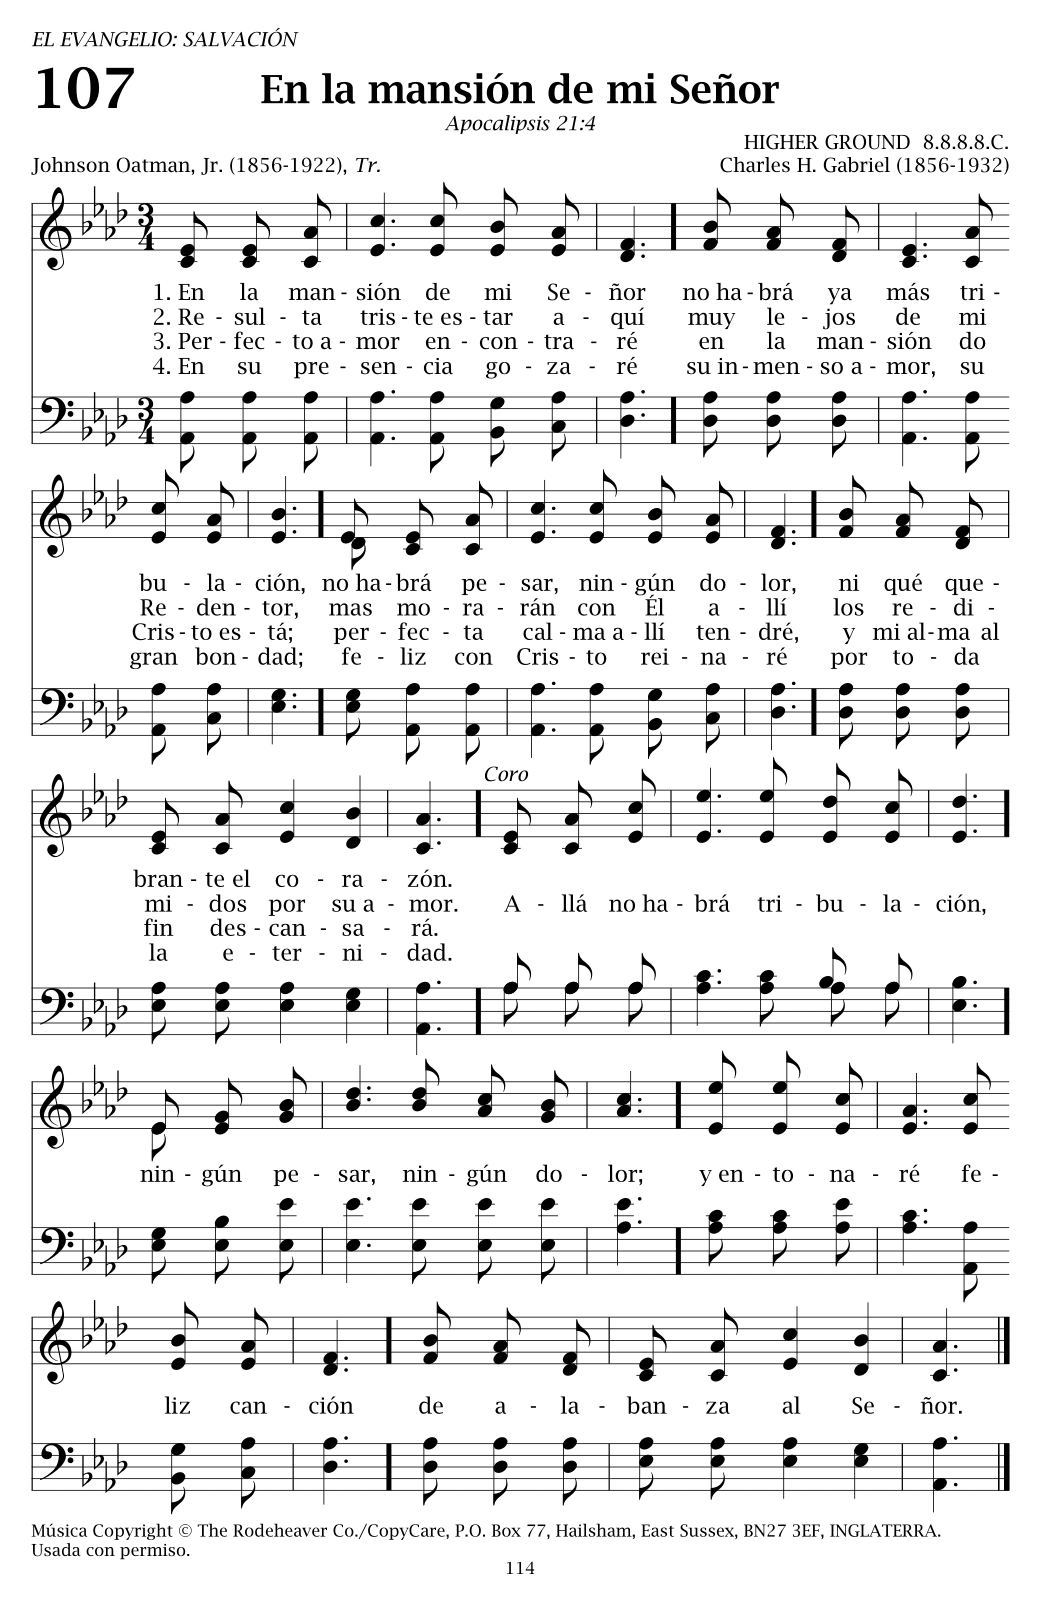 EL EVANGELIO: SALVACIÓN
107 En la mansión de mi Señor
Apocalipsis 21:4
HIGHER GROUND 8.8.8.8.C.
Johnson Oatman, Jr. (1856-1922), Tr. Charles H. Gabriel (1856-1932)
1. En la man - sión de mi Se - ñor no ha - brá ya más tri -
2. Re - sul - ta tris - te es - tar a - quí muy le - jos de mi
3. Per - fec - to a - mor en - con - tra - ré en la man - sión do
4. En su pre - sen - cia go - za - ré su in - men - so a - mor, su
bu - la - ción, no ha - brá pe - sar, nin - gún do - lor, ni qué que -
Re - den - tor, mas mo - ra - rán con Él a - llí los re - di -
Cris - to es - tá; per - fec - ta cal - ma a - llí ten - dré, y mi al - ma al
gran bon - dad; fe - liz con Cris - to rei - na - ré por to - da
Coro
bran - te el co - ra - zón.
mi - dos por su a - mor. A - llá no ha - brá tri - bu - la - ción,
fin des - can - sa - rá.
la e - ter - ni - dad.
nin - gún pe - sar, nin - gún do - lor; y en - to - na - ré fe -
liz can - ción de a - la - ban - za al Se - ñor.
Música Copyright © The Rodeheaver Co./CopyCare, P.O. Box 77, Hailsham, East Sussex, BN27 3EF, INGLATERRA.
Usada con permiso.
114